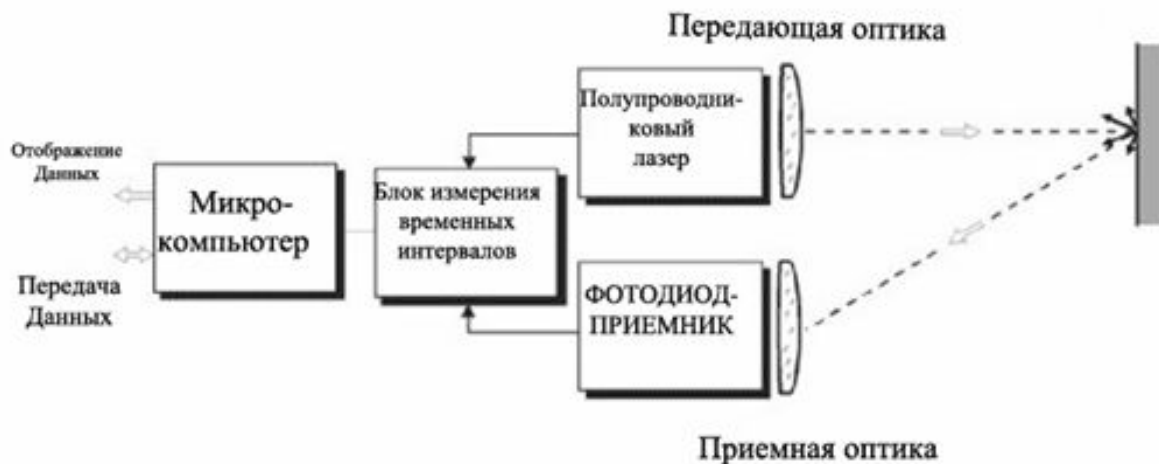 Передающая оптика
Полупроводни-
ковый
лазер
Отображение
Данных
Микро-
компьютер
Блок измерения
временных
интервалов
Передача
Данных
ФОТОДИОД-
ПРИЕМНИК
Приемная оптика